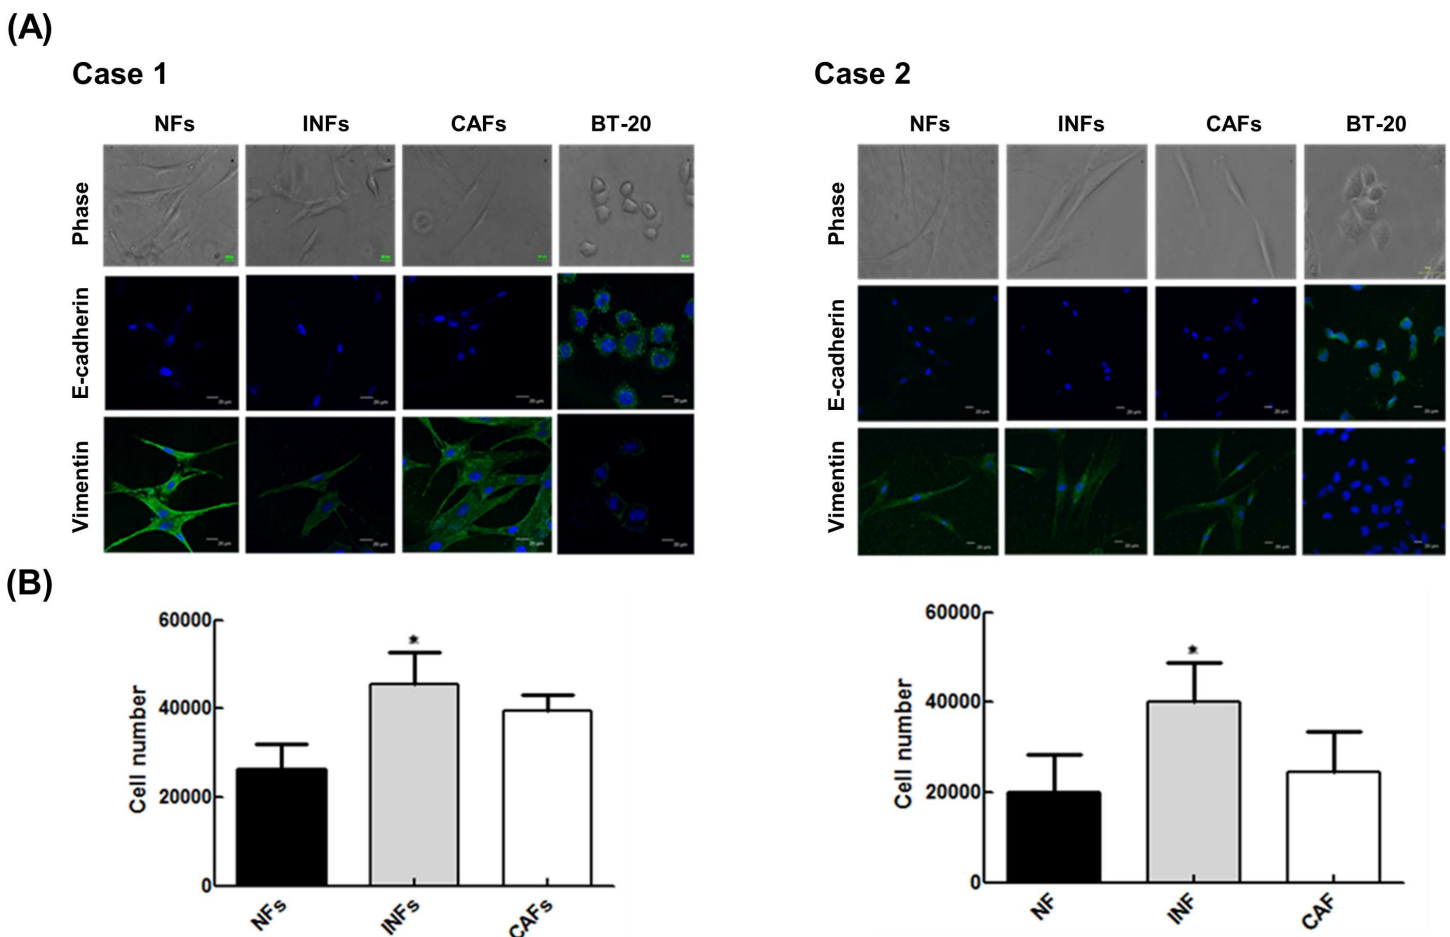 (A)
Case 1
Case 2
NFs INFs CAFs BT-20
NFs INFs CAFs BT-20
Phase
E-cadherin
Vimentin
Phase
E-cadherin
Vimentin
(B)
60000
40000
20000
0
Cell number
*
NFs INFs CAFs
60000
40000
20000
0
Cell number
*
NF INF CAF